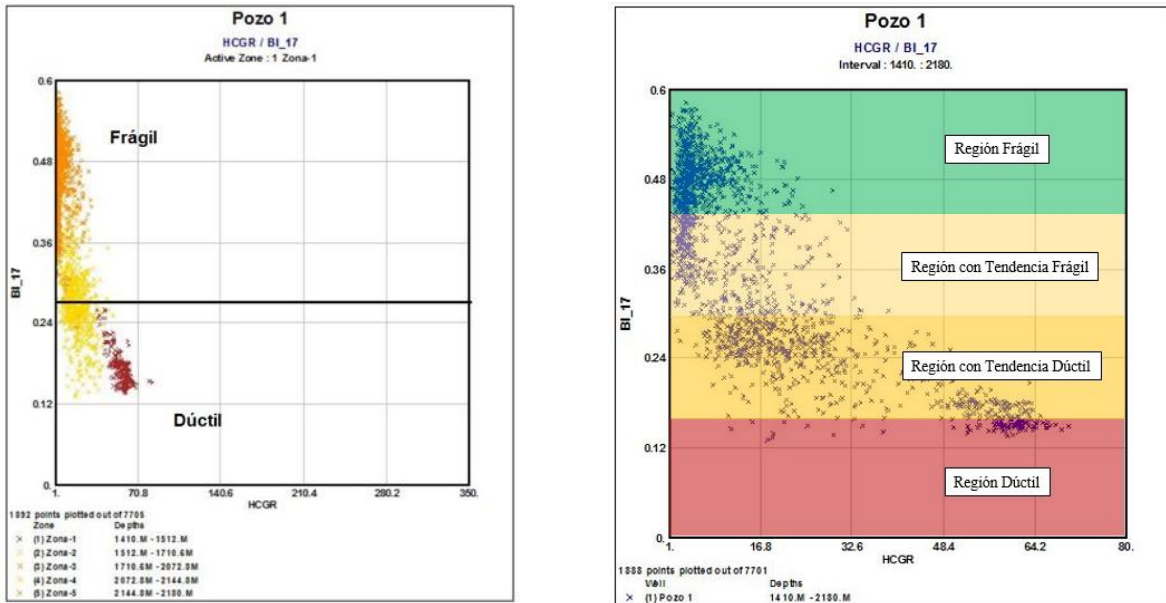 Pozo 1
HCGR / BI_17
Active Zone : 1 Zona-1
0.6
0.48
0.36
0.24
0.12
0.
BI_17
Frágil
Dúctil
1. 70.8 140.6 210.4 280.2 350.
HCGR
1892 points plotted out of 7705
Zone Depths
(1) Zona-1 1410.M - 1512.M
(2) Zona-2 1512.M - 1710.6M
(3) Zona-3 1710.6M - 2072.8M
(4) Zona-4 2072.8M - 2144.8M
(5) Zona-5 2144.8M - 2180.M
Pozo 1
HCGR / BI_17
Interval : 1410. : 2180.
0.6
0.48
0.36
0.24
0.12
0.
BI_17
Región Frágil
Región con Tendencia Frágil
Región con Tendencia Dúctil
Región Dúctil
1. 16.8 32.6 48.4 64.2 80.
HCGR
1888 points plotted out of 7701
Well Depths
(1) Pozo 1 1410.M - 2180.M